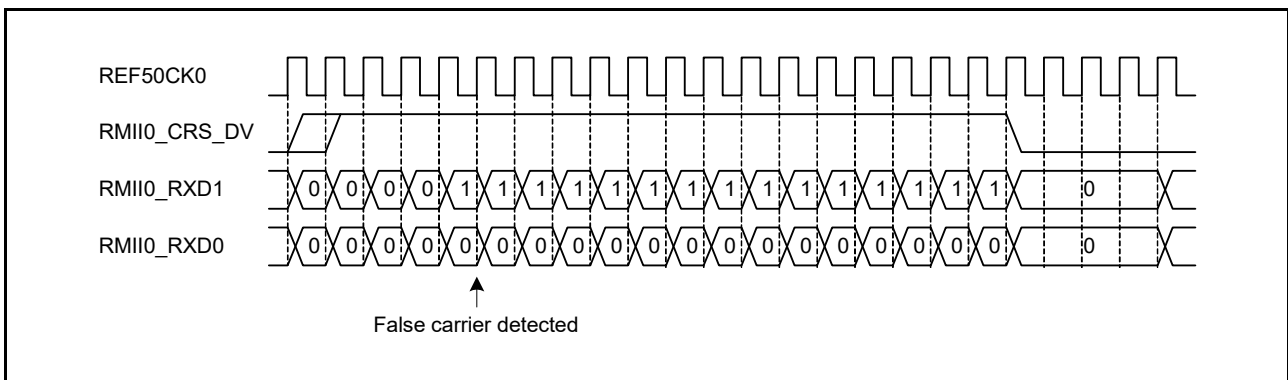 REF50CK0
RMII0_CRS_DV
RMII0_RXD1 0 0 0 0 1 1 1 1 1 1 1 1 1 1 1 1 1 1 1 0
RMII0_RXD0 0 0 0 0 0 0 0 0 0 0 0 0 0 0 0 0 0 0 0 0
False carrier detected